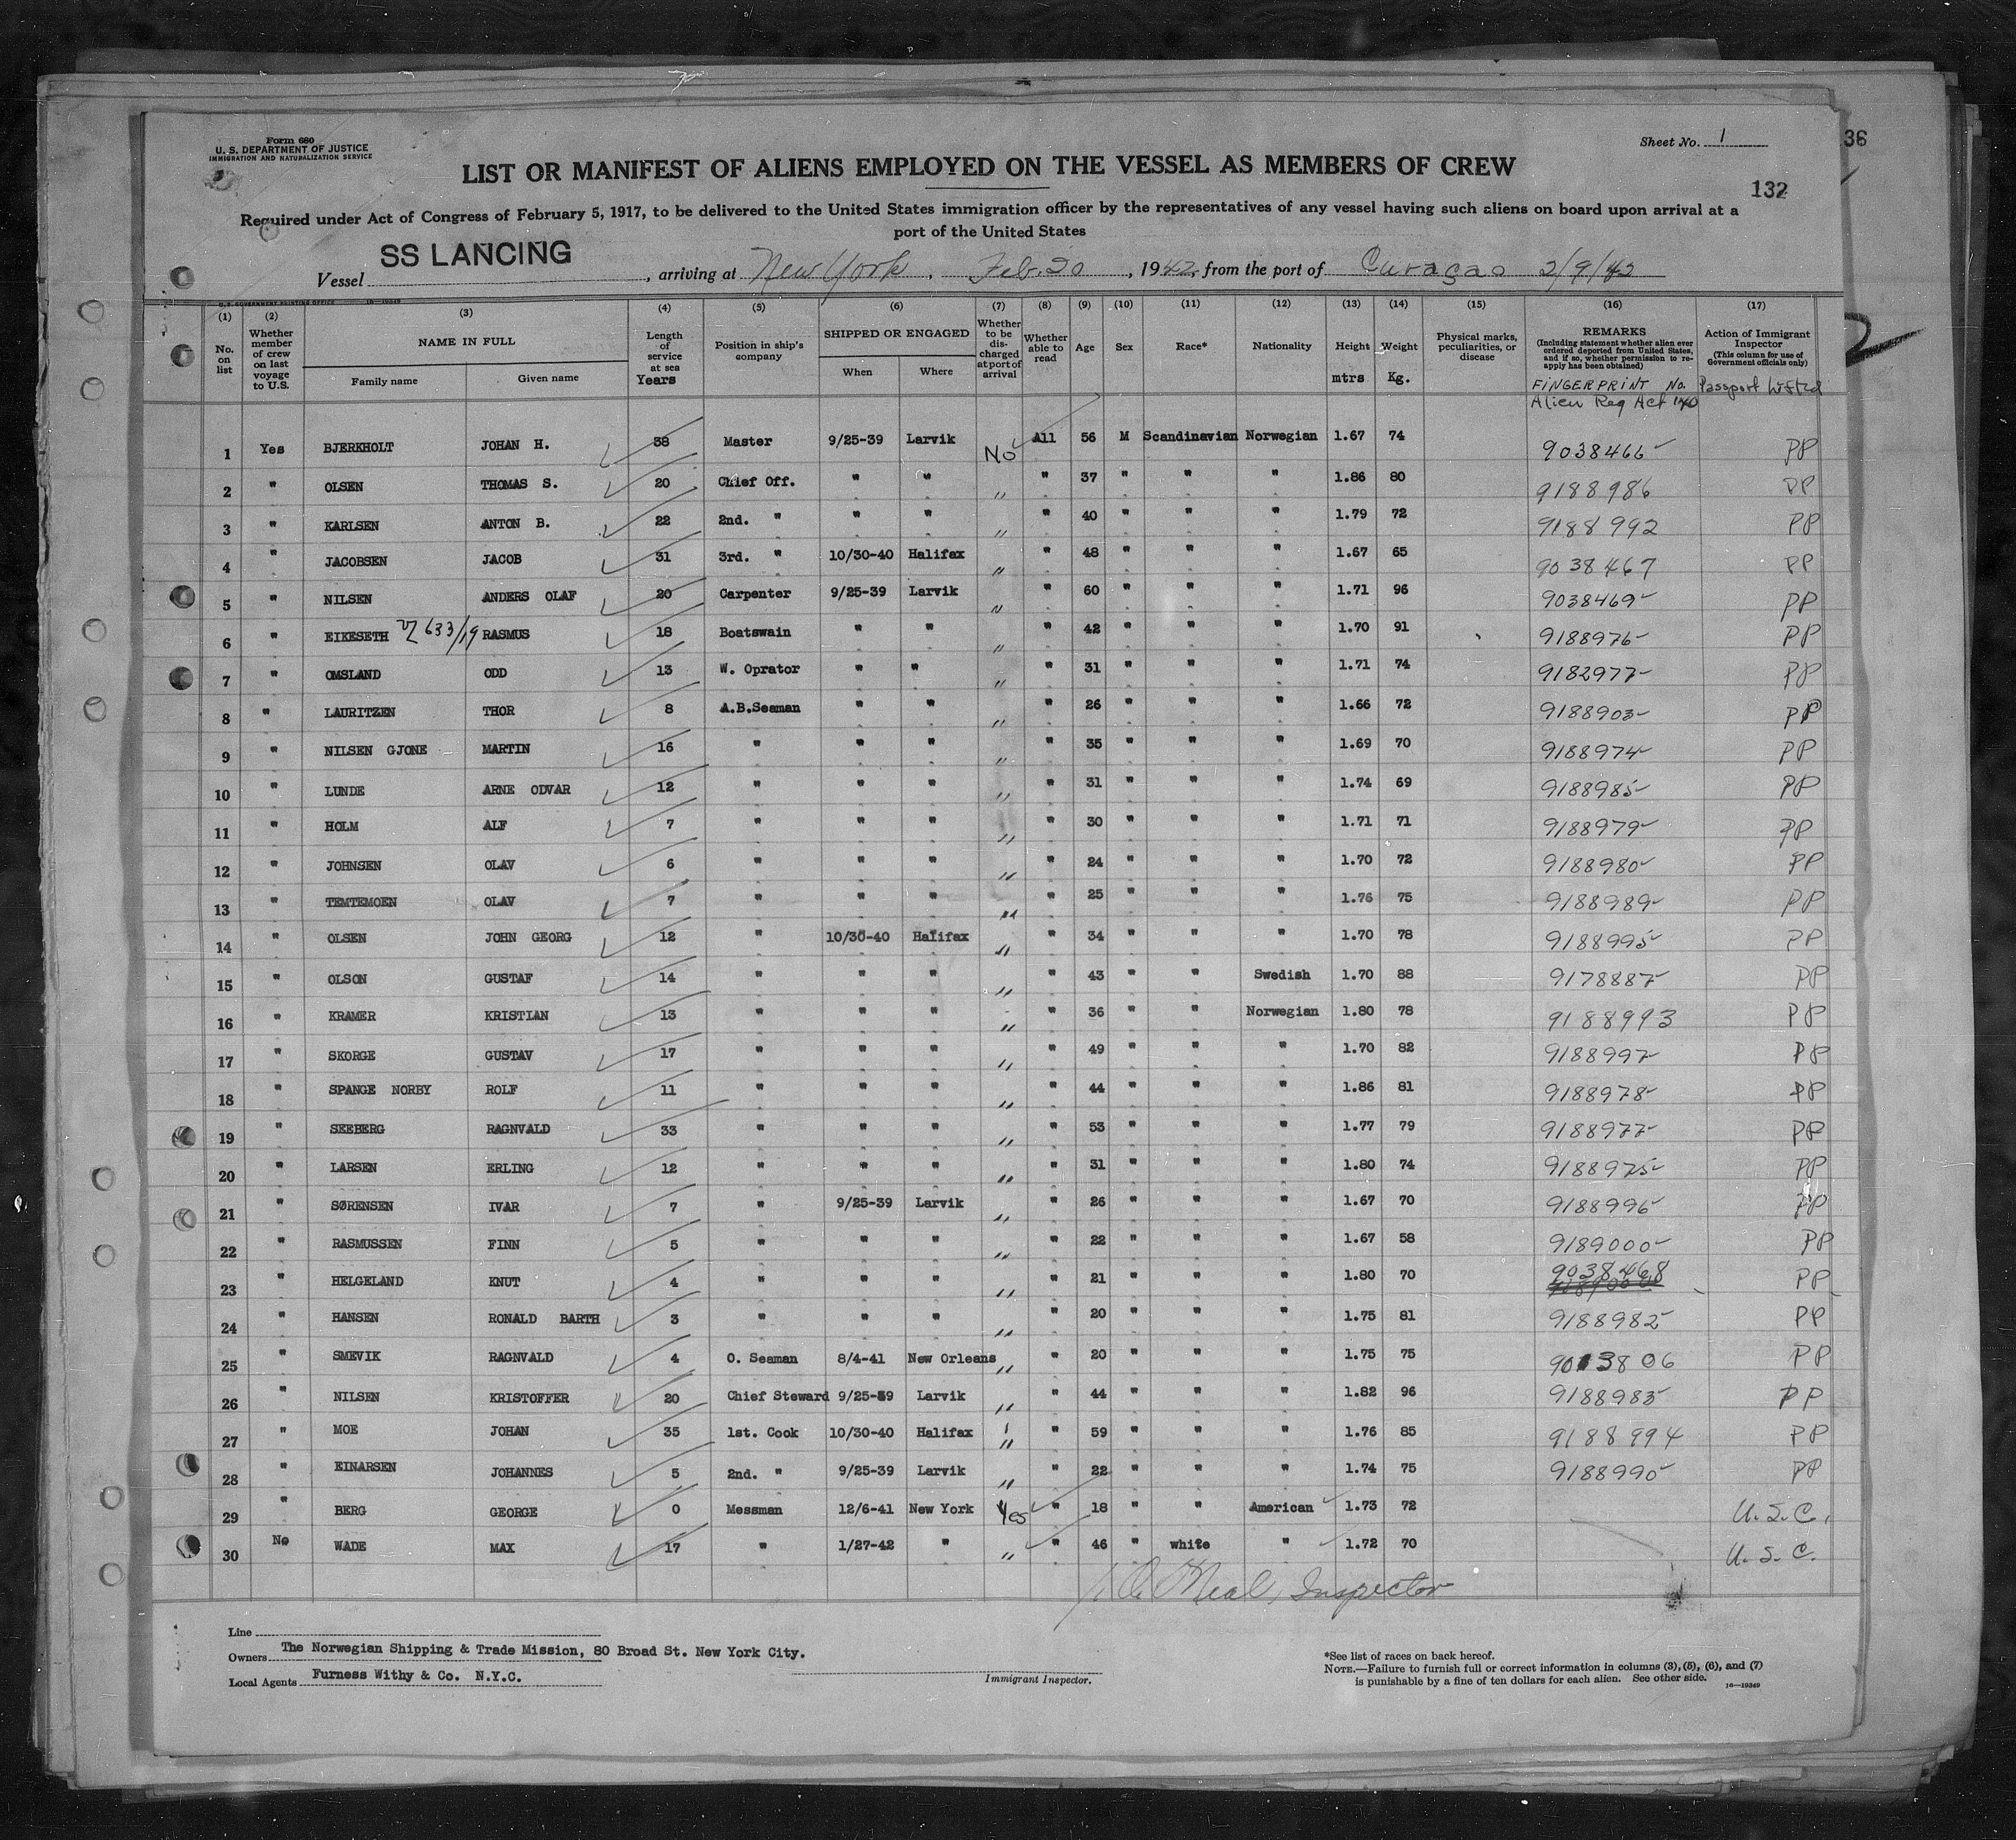 Form 680
U. S. DEPARTMENT OF JUSTICE
IMMIGRATION AND NATURALIZATION SERVICE
Sheet No. 1
36
LIST OR MANIFEST OF ALIENS EMPLOYED ON THE VESSEL AS MEMBERS OF CREW
132
Required under Act of Congress of February 5, 1917, to be delivered to the United States immigration officer by the representatives of any vessel having such aliens on board upon arrival at a
port of the United States
Vessel SS LANCING, arriving at New York, Feb. 20, 1942, from the port of Curaçao 2/9/42
U. S. GOVERNMENT PRINTING OFFICE 16—19349
(1) No. on list
(2) Whether member of crew on last voyage to U.S.
(3) NAME IN FULL Family name Given name
(4) Length of service at sea Years
(5) Position in ship's company
(6) SHIPPED OR ENGAGED When Where
(7) Whether to be discharged at port of arrival
(8) Whether able to read
(9) Age
(10) Sex
(11) Race*
(12) Nationality
(13) Height mtrs
(14) Weight Kg.
(15) Physical marks, peculiarities, or disease
(16) REMARKS (Including statement whether alien ever ordered deported from United States, and if so, whether permission to reapply has been obtained) FINGERPRINT No. Alien Reg Act 1940
(17) Action of Immigrant Inspector (This column for use of Government officials only) Passport Lifted
1 Yes BJERKHOLT JOHAN H. 38 Master 9/25-39 Larvik No All 56 M Scandinavian Norwegian 1.67 74 9038466 PP
2 " OLSEN THOMAS S. 20 Chief Off. " " " " 37 " " " 1.86 80 9188986 PP
3 " KARLSEN ANTON B. 22 2nd. " " " " " 40 " " " 1.79 72 9188992 PP
4 " JACOBSEN JACOB 31 3rd. " 10/30-40 Halifax " " 48 " " " 1.67 65 9038467 PP
5 " NILSEN ANDERS OLAF 20 Carpenter 9/25-39 Larvik " " 60 " " " 1.71 96 9038469 PP
6 " EIKESETH 633/19 RASMUS 18 Boatswain " " " " 42 " " " 1.70 91 9188976 PP
7 " OMSLAND ODD 13 W. Oprator " " " " 31 " " " 1.71 74 9182977 PP
8 " LAURITZEN THOR 8 A.B.Seaman " " " " 26 " " " 1.66 72 9188903 PP
9 " NILSEN GJONE MARTIN 16 " " " " " 35 " " " 1.69 70 9188974 PP
10 " LUNDE ARNE ODVAR 12 " " " " " 31 " " " 1.74 69 9188985 PP
11 " HOLM ALF 7 " " " " " 30 " " " 1.71 71 9188979 PP
12 " JOHNSEN OLAV 6 " " " " " 24 " " " 1.70 72 9188980 PP
13 " TEMTEMOEN OLAV 7 " " " " " 25 " " " 1.76 75 9188989 PP
14 " OLSEN JOHN GEORG 12 " 10/30-40 Halifax " " 34 " " " 1.70 78 9188995 PP
15 " OLSON GUSTAF 14 " " " " " 43 " " Swedish 1.70 88 9178887 PP
16 " KRAMER KRISTIAN 13 " " " " " 36 " " Norwegian 1.80 78 9188993 PP
17 " SKORGE GUSTAV 17 " " " " " 49 " " " 1.70 82 9188997 PP
18 " SPANGE NORBY ROLF 11 " " " " " 44 " " " 1.86 81 9188978 PP
19 " SEEBERG RAGNVALD 33 " " " " " 53 " " " 1.77 79 9188977 PP
20 " LARSEN ERLING 12 " " " " " 31 " " " 1.80 74 9188975 PP
21 " SØRENSEN IVAR 7 " 9/25-39 Larvik " " 26 " " " 1.67 70 9188996 PP
22 " RASMUSSEN FINN 5 " " " " " 22 " " " 1.67 58 9189000 PP
23 " HELGELAND KNUT 4 " " " " " 21 " " " 1.80 70 9038468 PP
24 " HANSEN RONALD BARTH 3 " " " " " 20 " " " 1.75 81 9188982 PP
25 " SMEVIK RAGNVALD 4 O. Seaman 8/4-41 New Orleans " " 20 " " " 1.75 75 9013806 PP
26 " NILSEN KRISTOFFER 20 Chief Steward 9/25-39 Larvik " " 44 " " " 1.82 96 9188983 PP
27 " MOE JOHAN 35 1st. Cook 10/30-40 Halifax " " 59 " " " 1.76 85 9188994 PP
28 " EINARSEN JOHANNES 5 2nd. " 9/25-39 Larvik " " 22 " " " 1.74 75 9188990 PP
29 " BERG GEORGE 0 Messman 12/6-41 New York Yes " 18 " " American 1.73 72 U.S.C.
30 No WADE MAX 17 " 1/27-42 " " " 46 " white " 1.72 70 U.S.C.
O'Neal, Inspector
Line
Owners The Norwegian Shipping & Trade Mission, 80 Broad St. New York City.
Local Agents Furness Withy & Co. N.Y.C.
Immigrant Inspector.
*See list of races on back hereof.
NOTE.—Failure to furnish full or correct information in columns (3), (5), (6), and (7)
is punishable by a fine of ten dollars for each alien. See other side. 16—19349